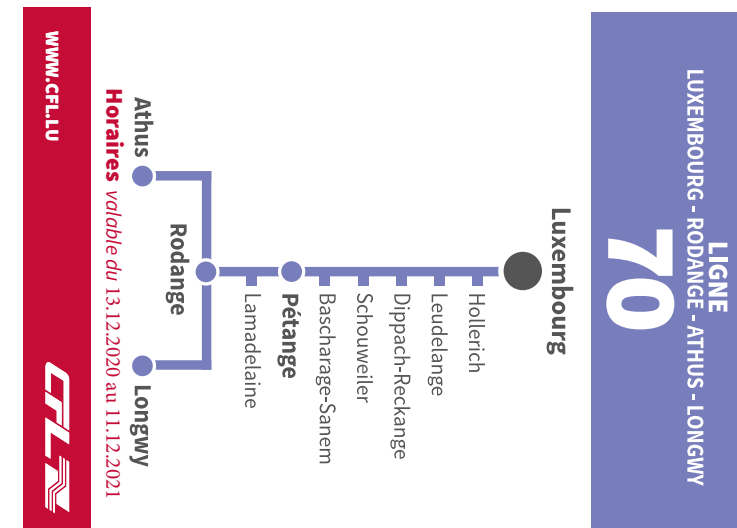 LIGNE
70
LUXEMBOURG - RODANGE - ATHUS - LONGWY
Luxembourg
Hollerich
Leudelange
Dippach-Reckange
Schouweiler
Bascharage-Sanem
Pétange
Lamadelaine
Rodange
Athus
Longwy
Horaires valable du 13.12.2020 au 11.12.2021
WWW.CFL.LU
CFL